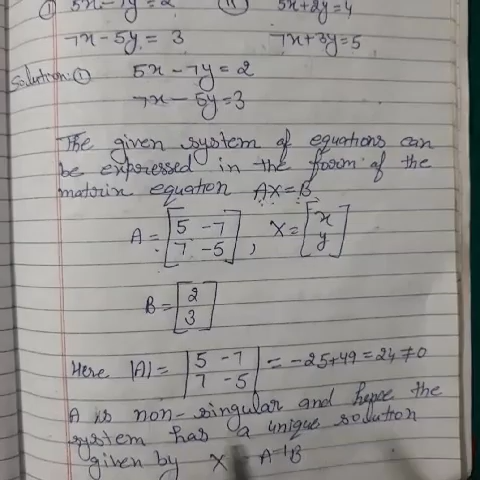 ① 5x-7y=2 ⅱ 5x+2y=4
7x-5y=3 7x+3y=5
Solution:① 5x-7y=2
7x-5y=3
The given system of equations can
be expressed in the form of the
matrix equation AX=B
A = [5 -7
7 -5], X = [x
y]
B = [2
3]
Here |A| = |5 -7
7 -5| = -25+49=24≠0
A is non-singular and hence the
system has a unique solution
given by X A⁻¹B